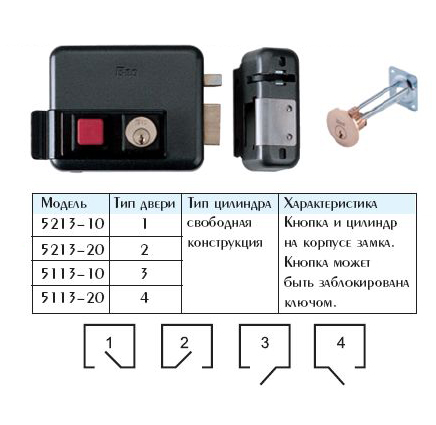 Модель Тип двери Тип цилиндра Характеристика
5213-10 1 свободная конструкция Кнопка и цилиндр
5213-20 2 на корпусе замка.
5113-10 3 Кнопка может
5113-20 4 быть заблокирована
ключом.
1 2 3 4